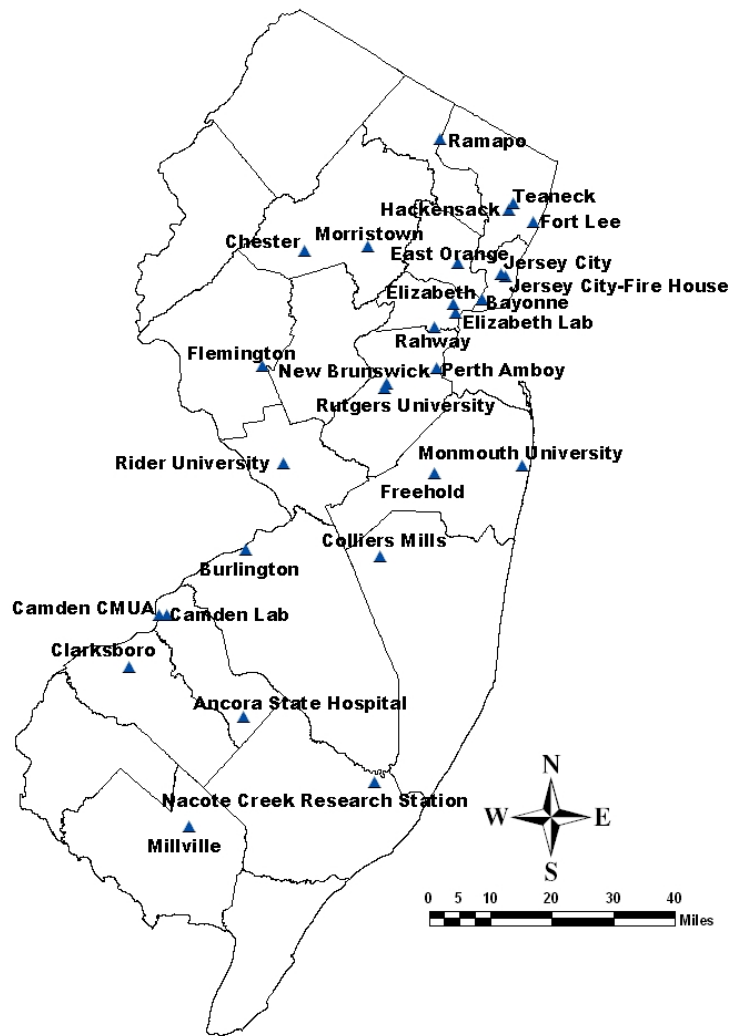 Ramapo
Teaneck
Hackensack
Fort Lee
Morristown
Chester
East Orange
Jersey City
Jersey City-Fire House
Elizabeth
Bayonne
Elizabeth Lab
Rahway
Flemington
New Brunswick
Perth Amboy
Rutgers University
Monmouth University
Rider University
Freehold
Colliers Mills
Burlington
Camden CMUA
Camden Lab
Clarksboro
Ancora State Hospital
Nacote Creek Research Station
Millville
N
W E
S
0 5 10 20 30 40
Miles